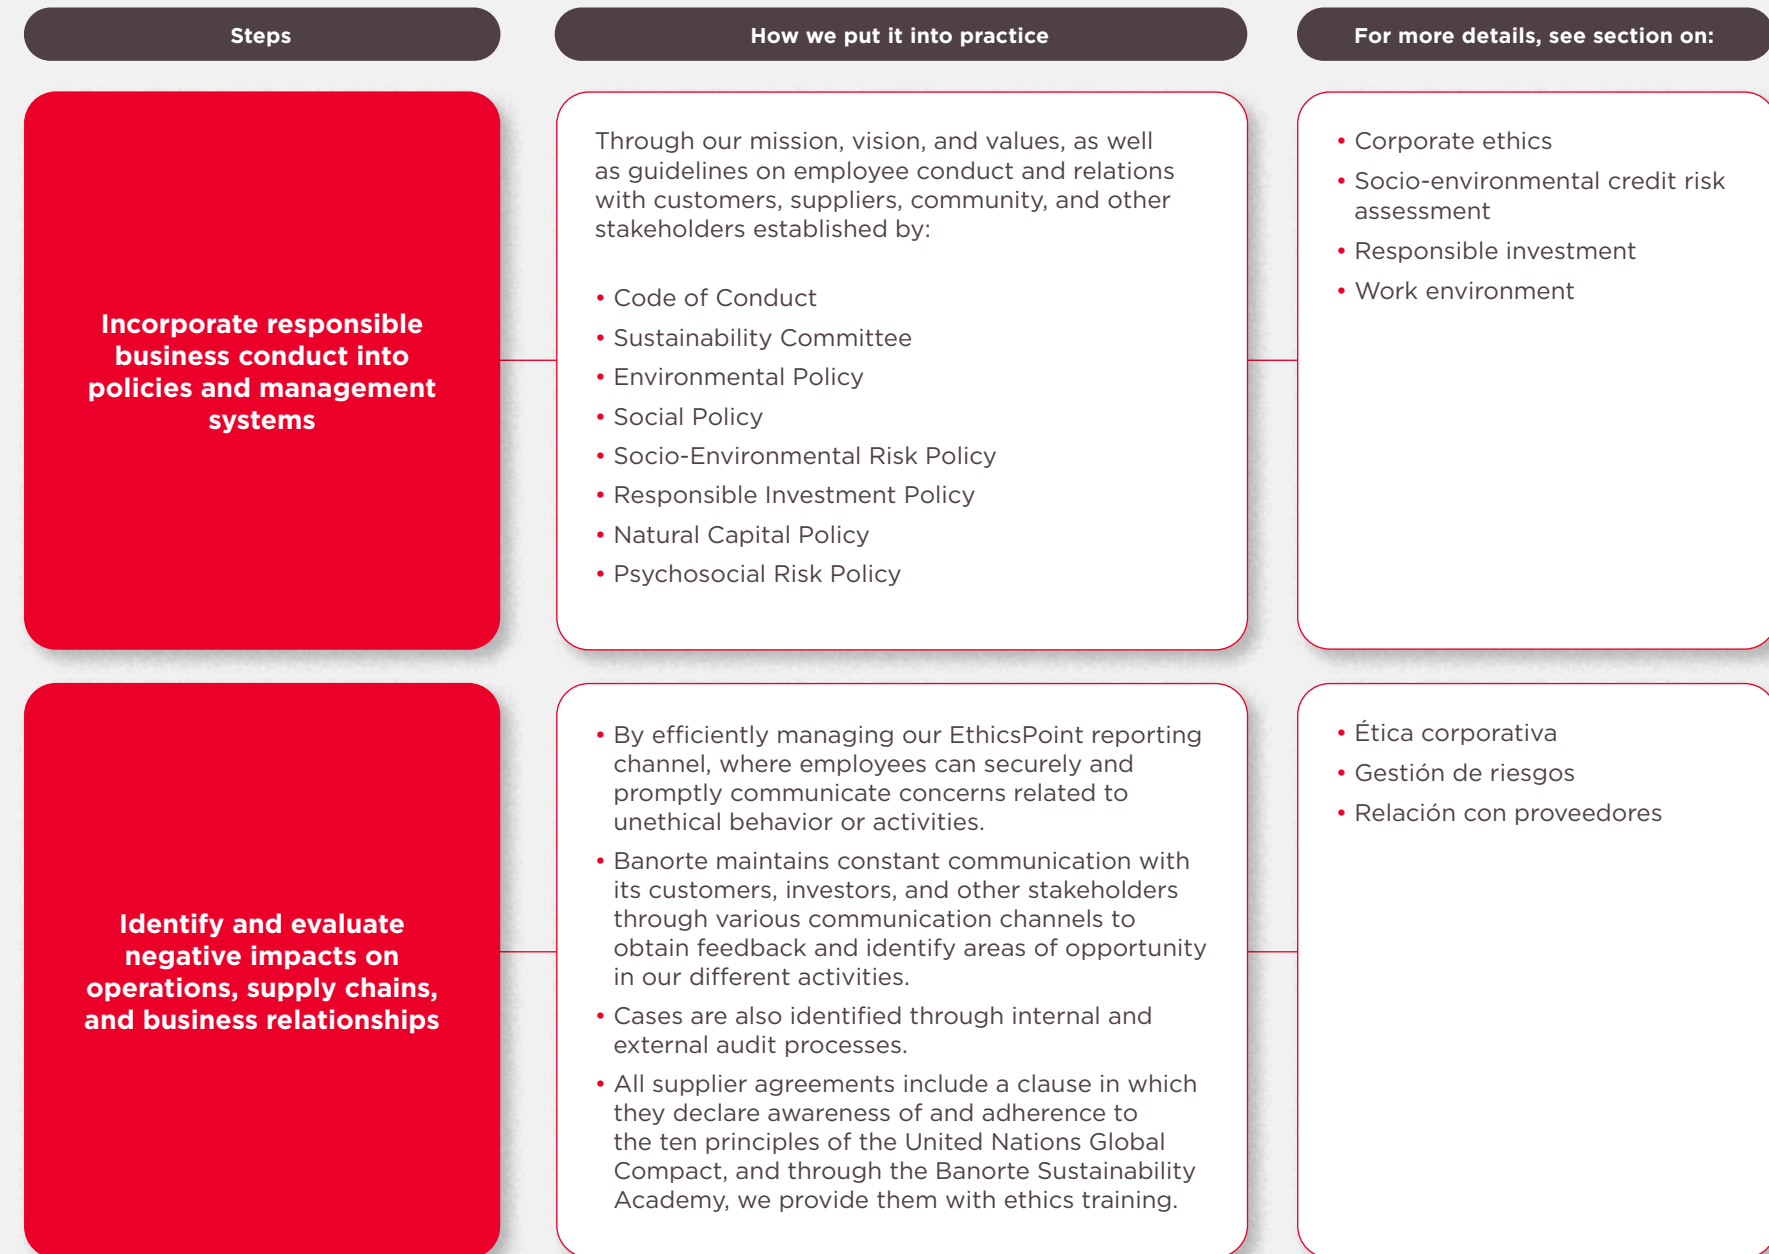 Steps
How we put it into practice
For more details, see section on:
Incorporate responsible
business conduct into
policies and management
systems
Through our mission, vision, and values, as well
as guidelines on employee conduct and relations
with customers, suppliers, community, and other
stakeholders established by:
• Code of Conduct
• Sustainability Committee
• Environmental Policy
• Social Policy
• Socio-Environmental Risk Policy
• Responsible Investment Policy
• Natural Capital Policy
• Psychosocial Risk Policy
• Corporate ethics
• Socio-environmental credit risk
assessment
• Responsible investment
• Work environment
Identify and evaluate
negative impacts on
operations, supply chains,
and business relationships
• By efficiently managing our EthicsPoint reporting
channel, where employees can securely and
promptly communicate concerns related to
unethical behavior or activities.
• Banorte maintains constant communication with
its customers, investors, and other stakeholders
through various communication channels to
obtain feedback and identify areas of opportunity
in our different activities.
• Cases are also identified through internal and
external audit processes.
• All supplier agreements include a clause in which
they declare awareness of and adherence to
the ten principles of the United Nations Global
Compact, and through the Banorte Sustainability
Academy, we provide them with ethics training.
• Ética corporativa
• Gestión de riesgos
• Relación con proveedores